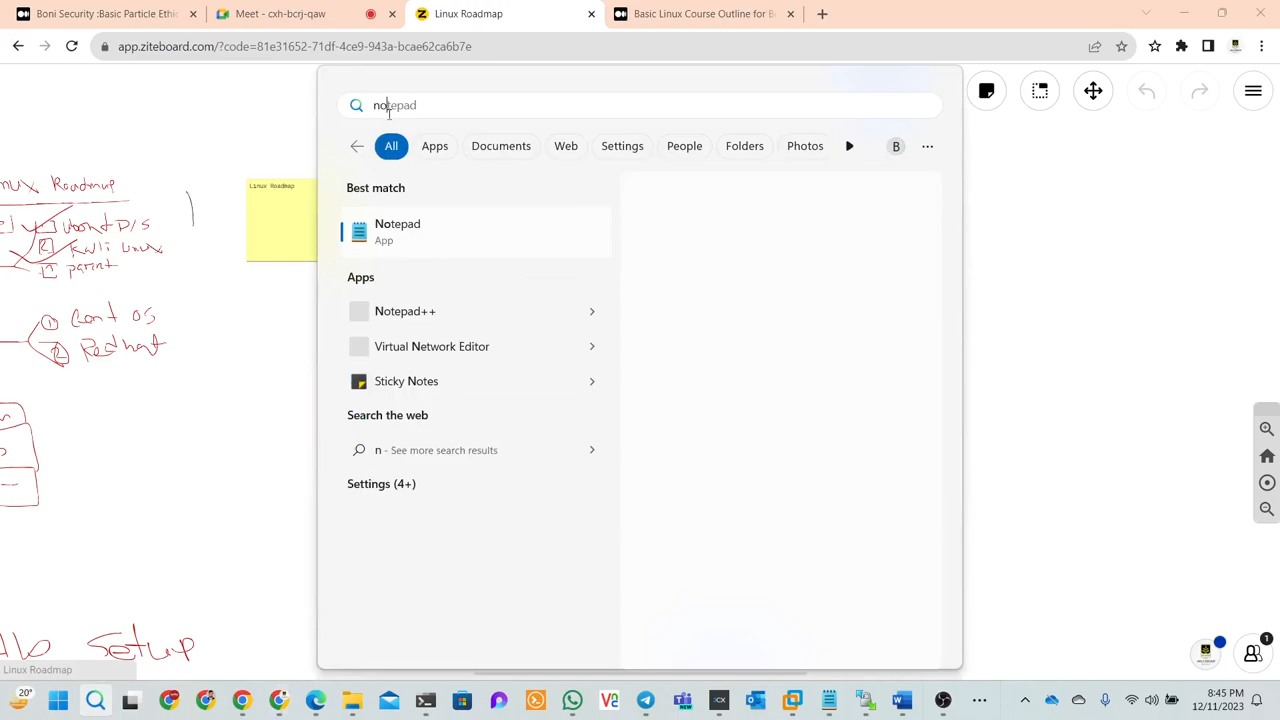 Boni Security :Basic Particle Ethic
Meet - cxh-bcrj-qaw
Linux Roadmap
Basic Linux Course Outline for B
app.ziteboard.com/?code=81e31652-71df-4ce9-943a-bcae62ca6b7e
notepad
All
Apps
Documents
Web
Settings
People
Folders
Photos
B
Best match
Notepad
App
Apps
Notepad++
Virtual Network Editor
Sticky Notes
Search the web
n - See more search results
Settings (4+)
Linux Roadmap
inux Roadmap
Kali Linux
Cent OS
Setup
Linux Roadmap
1
20°
NEW
8:45 PM
12/11/2023